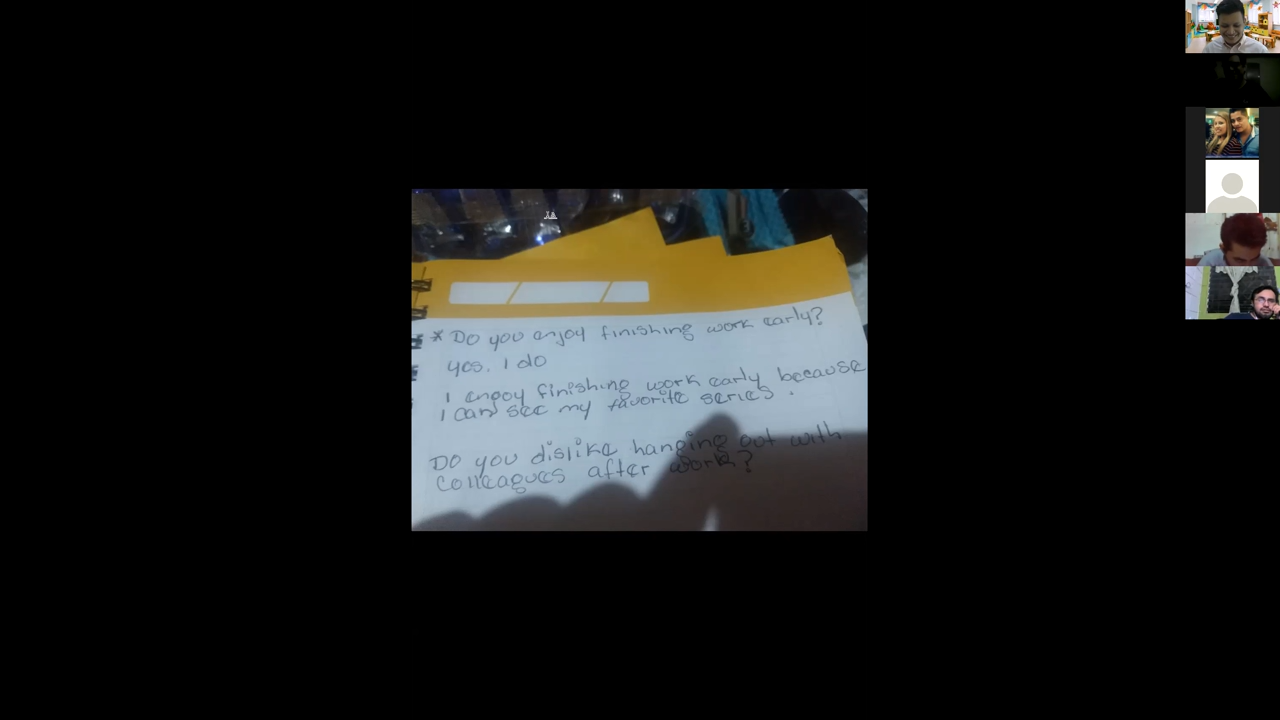 * Do you enjoy finishing work early?
yes, I do
I enjoy finishing work early because
I can see my favorite series.
Do you dislike hanging out with
colleagues after work?